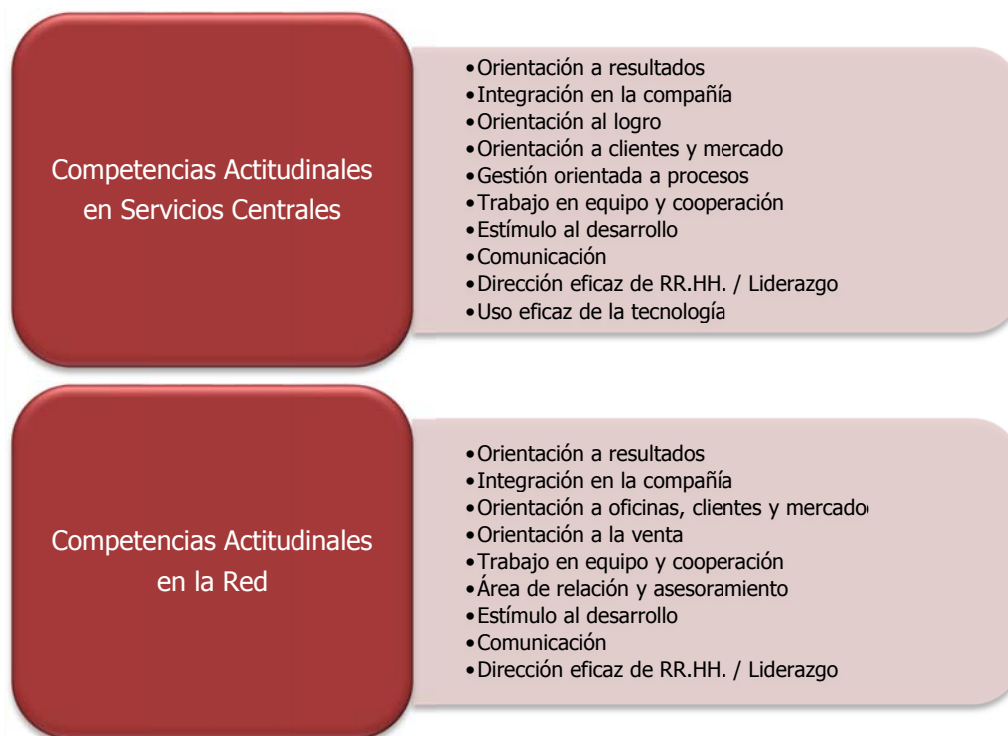 Competencias Actitudinales
en Servicios Centrales
•Orientación a resultados
•Integración en la compañía
•Orientación al logro
•Orientación a clientes y mercado
•Gestión orientada a procesos
•Trabajo en equipo y cooperación
•Estímulo al desarrollo
•Comunicación
•Dirección eficaz de RR.HH. / Liderazgo
•Uso eficaz de la tecnología
Competencias Actitudinales
en la Red
•Orientación a resultados
•Integración en la compañía
•Orientación a oficinas, clientes y mercado
•Orientación a la venta
•Trabajo en equipo y cooperación
•Área de relación y asesoramiento
•Estímulo al desarrollo
•Comunicación
•Dirección eficaz de RR.HH. / Liderazgo